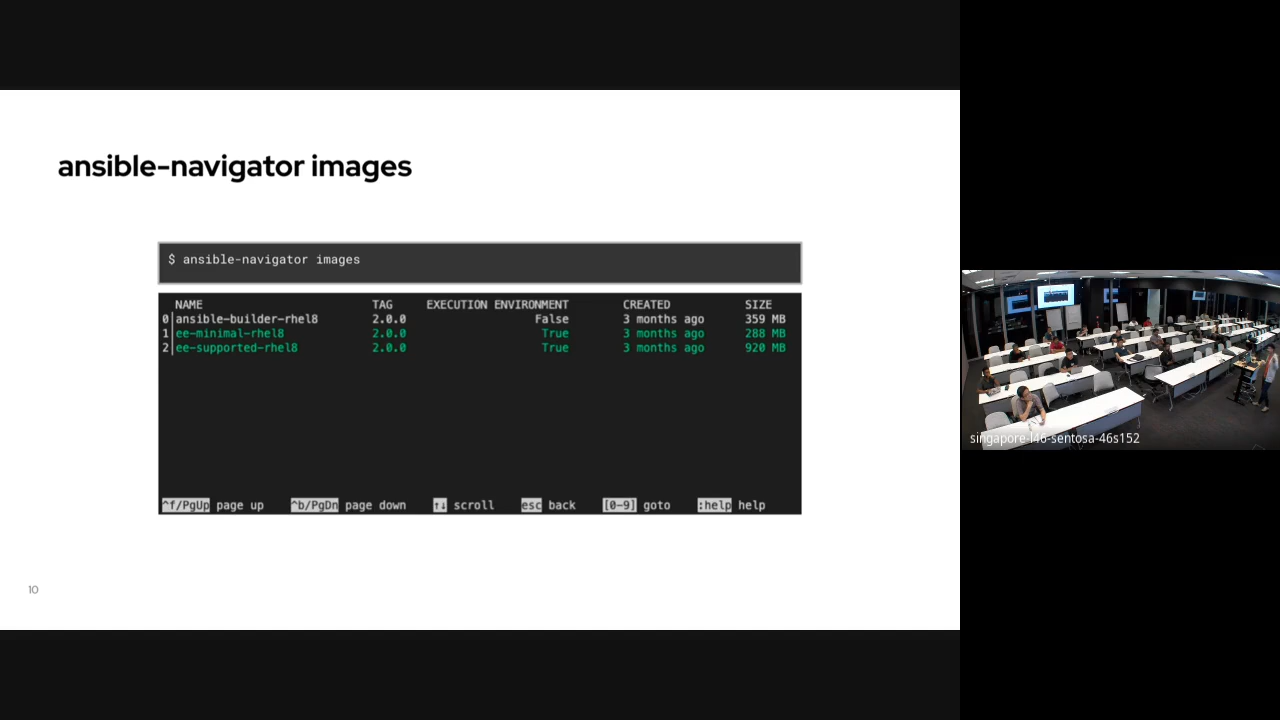 ansible-navigator images
$ ansible-navigator images
NAME TAG EXECUTION ENVIRONMENT CREATED SIZE
0│ansible-builder-rhel8 2.0.0 False 3 months ago 359 MB
1│ee-minimal-rhel8 2.0.0 True 3 months ago 288 MB
2│ee-supported-rhel8 2.0.0 True 3 months ago 920 MB
^f/PgUp page up ^b/PgDn page down ↑↓ scroll esc back [0-9] goto :help help
10
singapore-l46-sentosa-46s152